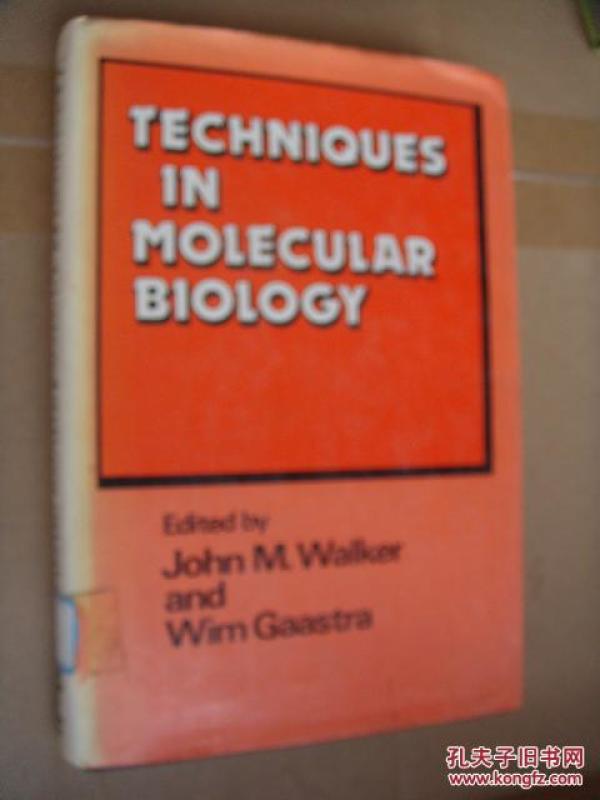 TECHNIQUES
IN
MOLECULAR
BIOLOGY
Edited by
John M. Walker
and
Wim Gaastra
孔夫子旧书网
www.kongfz.com